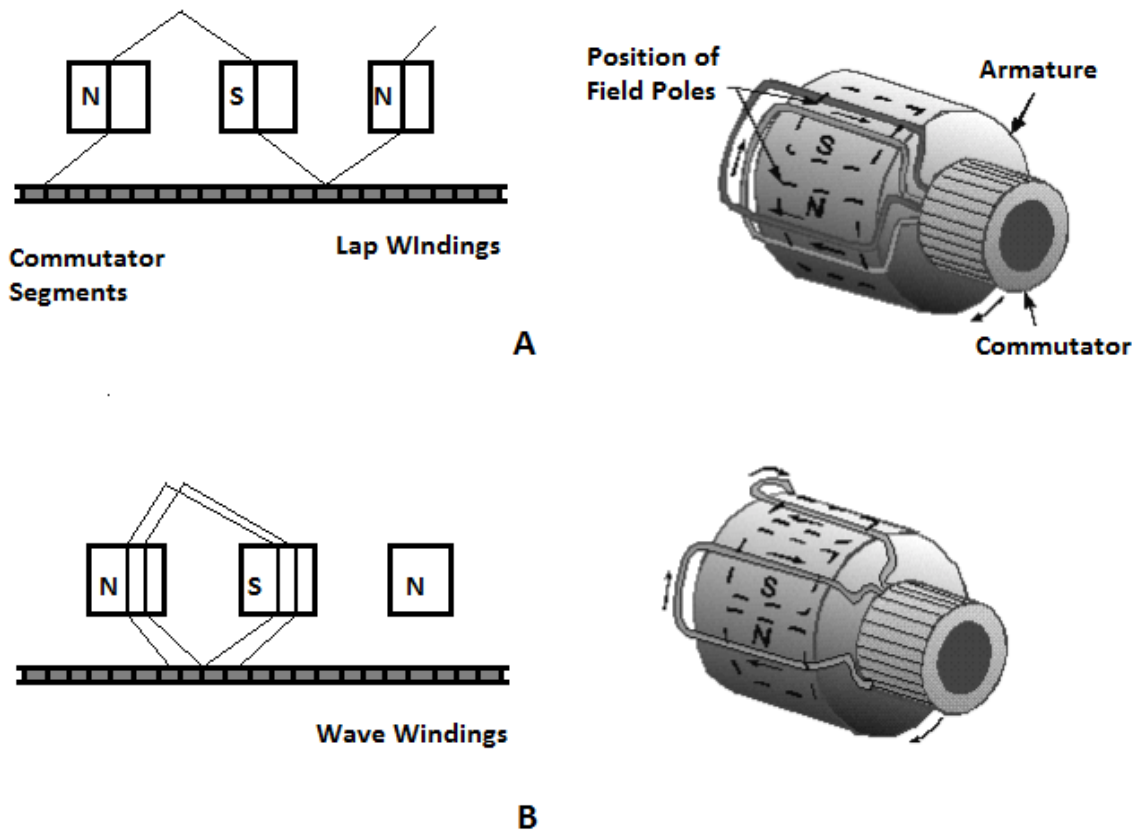 N
S
N
Position of
Field Poles
Armature
S
N
Commutator
Segments
Lap WIndings
Commutator
A
N
S
N
S
N
Wave Windings
B